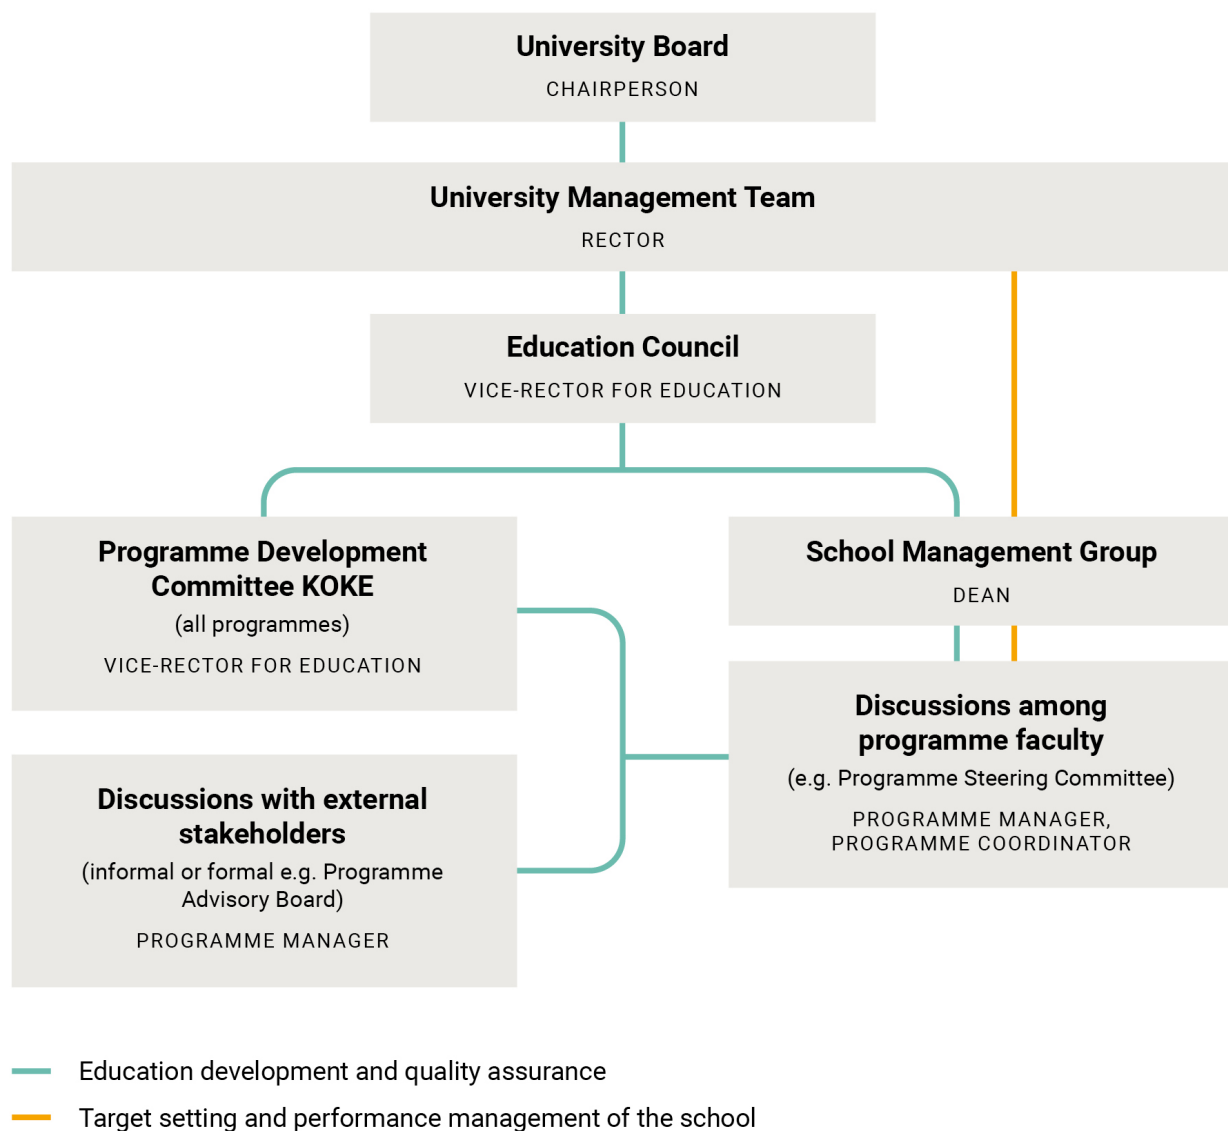 University Board
CHAIRPERSON
University Management Team
RECTOR
Education Council
VICE-RECTOR FOR EDUCATION
Programme Development
Committee KOKE
(all programmes)
VICE-RECTOR FOR EDUCATION
School Management Group
DEAN
Discussions among
programme faculty
(e.g. Programme Steering Committee)
PROGRAMME MANAGER,
PROGRAMME COORDINATOR
Discussions with external
stakeholders
(informal or formal e.g. Programme
Advisory Board)
PROGRAMME MANAGER
Education development and quality assurance
Target setting and performance management of the school